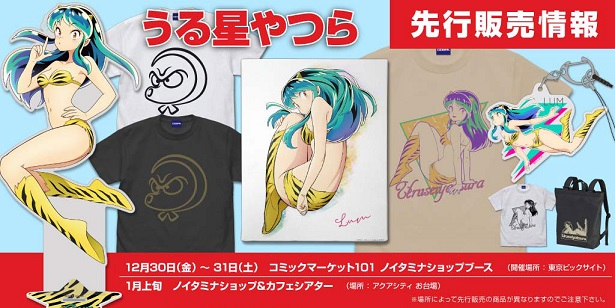 うる星やつら
先行販売情報
LUM
Lum
Uruseiyatsura
12月30日(金) ～ 31日(土)　コミックマーケット101 ノイタミナショップブース　(開催場所：東京ビッグサイト)
1月上旬　ノイタミナショップ&カフェシアター　(場所：アクアシティ お台場)
※場所によって先行販売の商品が異なりますのでご注意下さい。